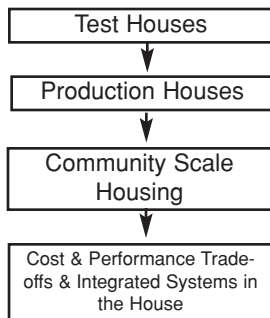 Test Houses
Production Houses
Community Scale
Housing
Cost & Performance Trade-
offs & Integrated Systems in
the House